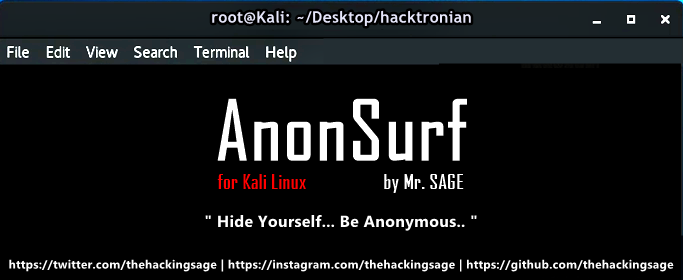 root@Kali: ~/Desktop/hacktronian
File Edit View Search Terminal Help
AnonSurf
for Kali Linux by Mr. SAGE
" Hide Yourself... Be Anonymous.. "
https://twitter.com/thehackingsage | https://instagram.com/thehackingsage | https://github.com/thehackingsage